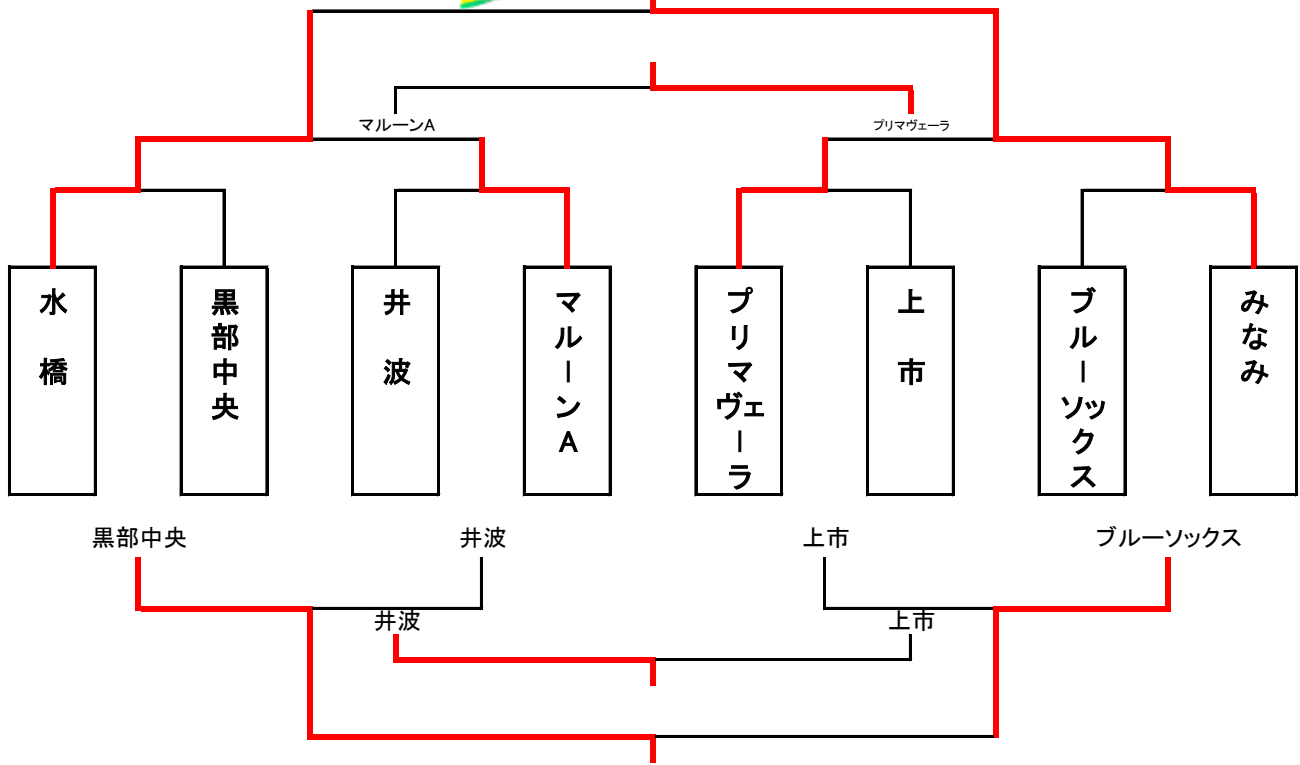 マルーンA
プリマヴェーラ
水橋
黒部中央
井波
マルーンA
プリマヴェーラ
上市
ブルーソックス
みなみ
黒部中央
井波
上市
ブルーソックス
井波
上市